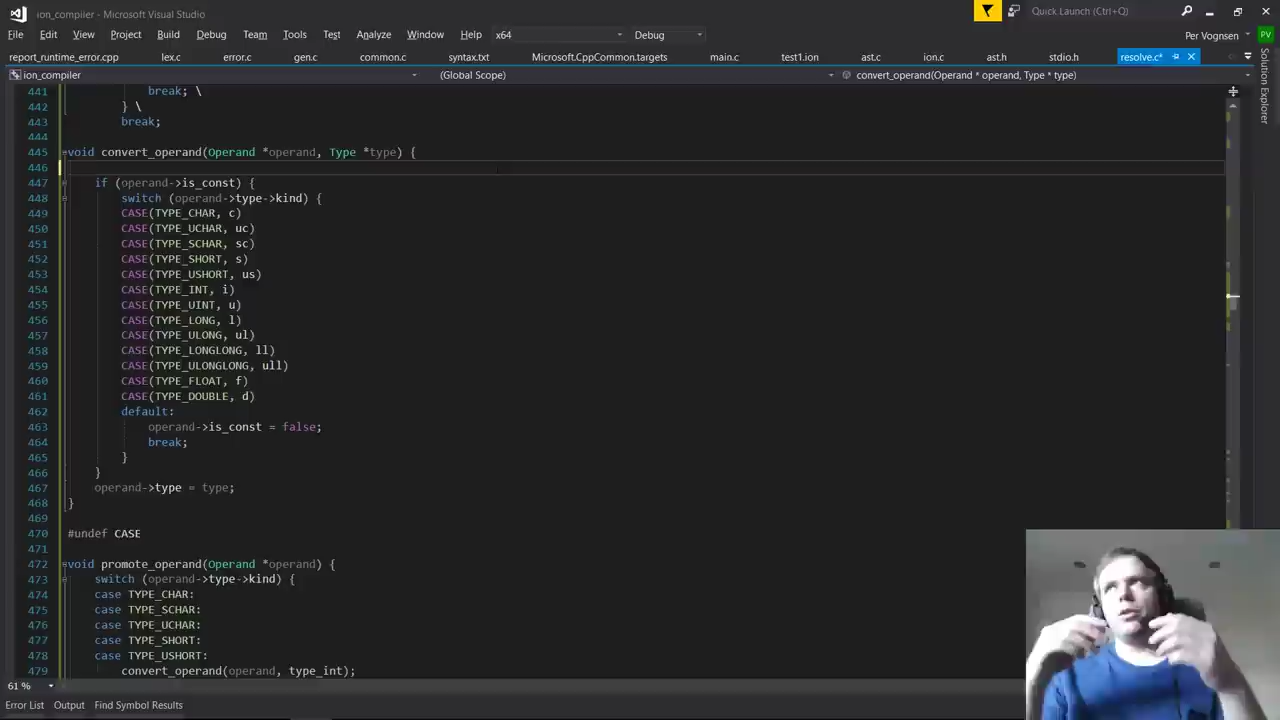 ion_compiler - Microsoft Visual Studio
Quick Launch (Ctrl+Q)
File Edit View Project Build Debug Team Tools Test Analyze Window Help x64 Debug Per Vognsen PV
report_runtime_error.cpp lex.c error.c gen.c common.c syntax.txt Microsoft.CppCommon.targets main.c test1.ion ast.c ion.c ast.h stdio.h resolve.c*
ion_compiler (Global Scope) convert_operand(Operand * operand, Type * type)
Solution Explorer
441 break; \
442 } \
443 break;
444
445 void convert_operand(Operand *operand, Type *type) {
446
447 if (operand->is_const) {
448 switch (operand->type->kind) {
449 CASE(TYPE_CHAR, c)
450 CASE(TYPE_UCHAR, uc)
451 CASE(TYPE_SCHAR, sc)
452 CASE(TYPE_SHORT, s)
453 CASE(TYPE_USHORT, us)
454 CASE(TYPE_INT, i)
455 CASE(TYPE_UINT, u)
456 CASE(TYPE_LONG, l)
457 CASE(TYPE_ULONG, ul)
458 CASE(TYPE_LONGLONG, ll)
459 CASE(TYPE_ULONGLONG, ull)
460 CASE(TYPE_FLOAT, f)
461 CASE(TYPE_DOUBLE, d)
462 default:
463 operand->is_const = false;
464 break;
465 }
466 }
467 operand->type = type;
468 }
469
470 #undef CASE
471
472 void promote_operand(Operand *operand) {
473 switch (operand->type->kind) {
474 case TYPE_CHAR:
475 case TYPE_SCHAR:
476 case TYPE_UCHAR:
477 case TYPE_SHORT:
478 case TYPE_USHORT:
479 convert_operand(operand, type_int);
61 %
Error List Output Find Symbol Results